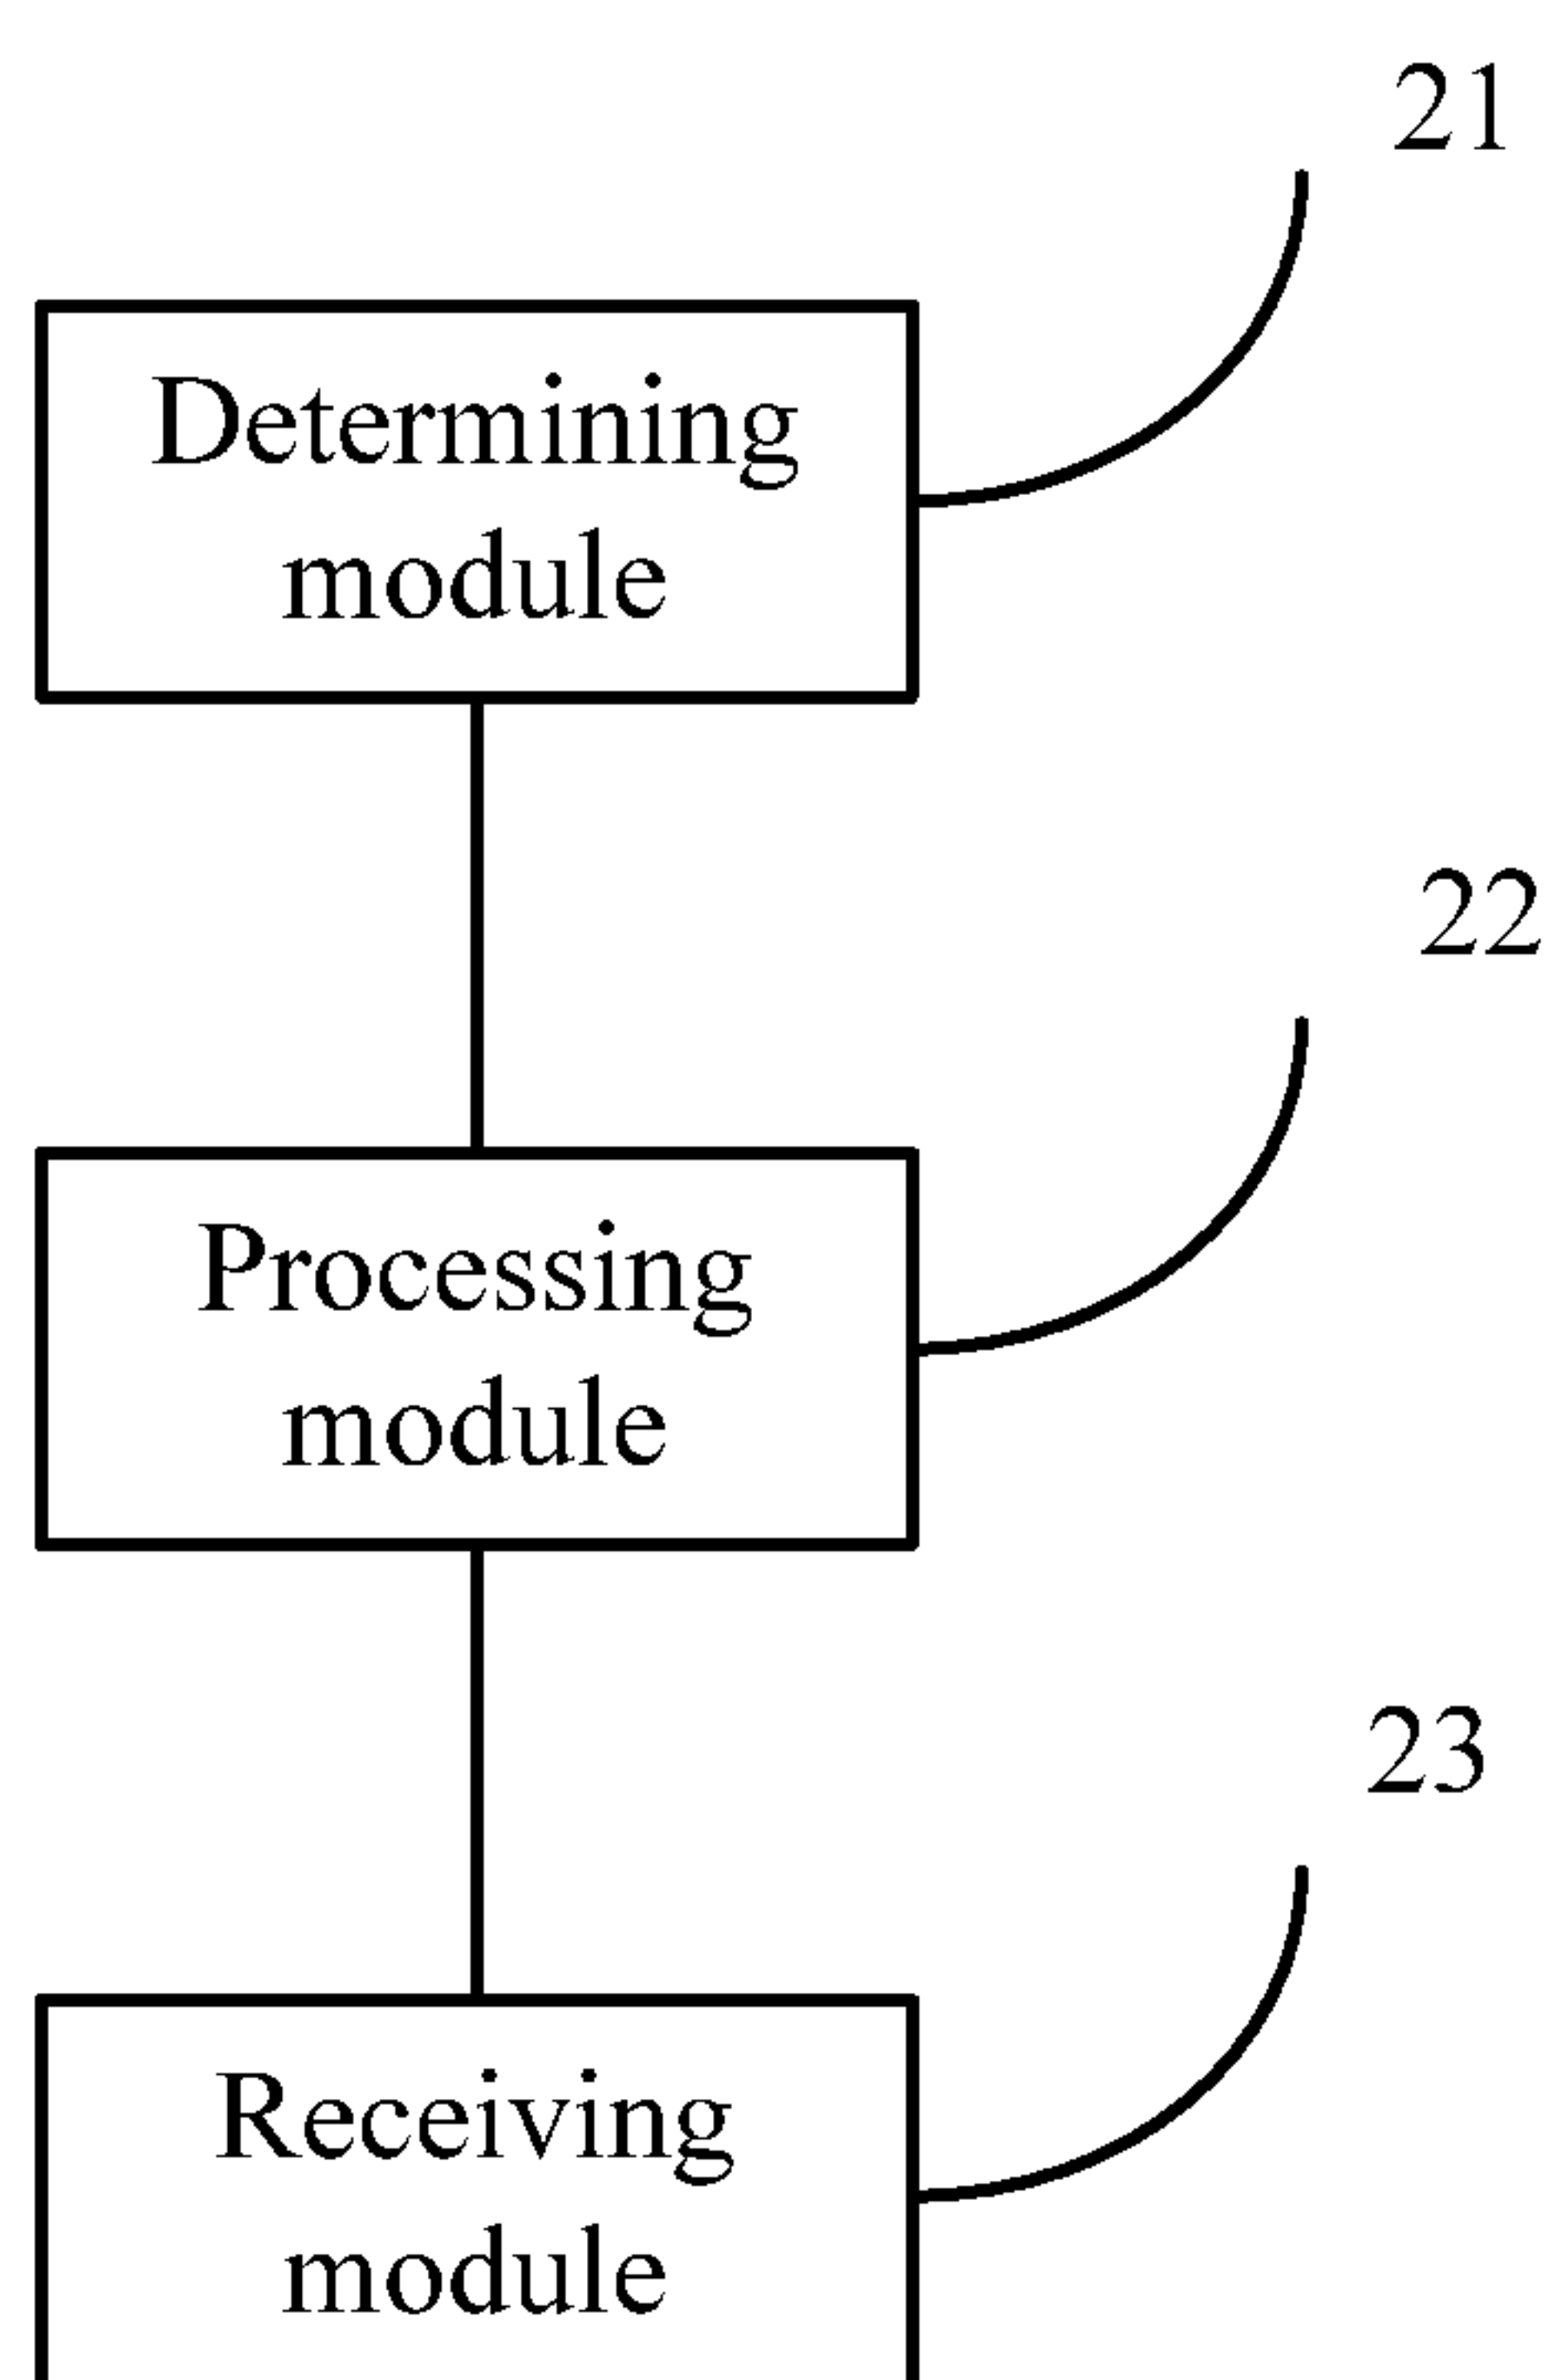 21
Determining
module
22
Processing
module
23
Receiving
module